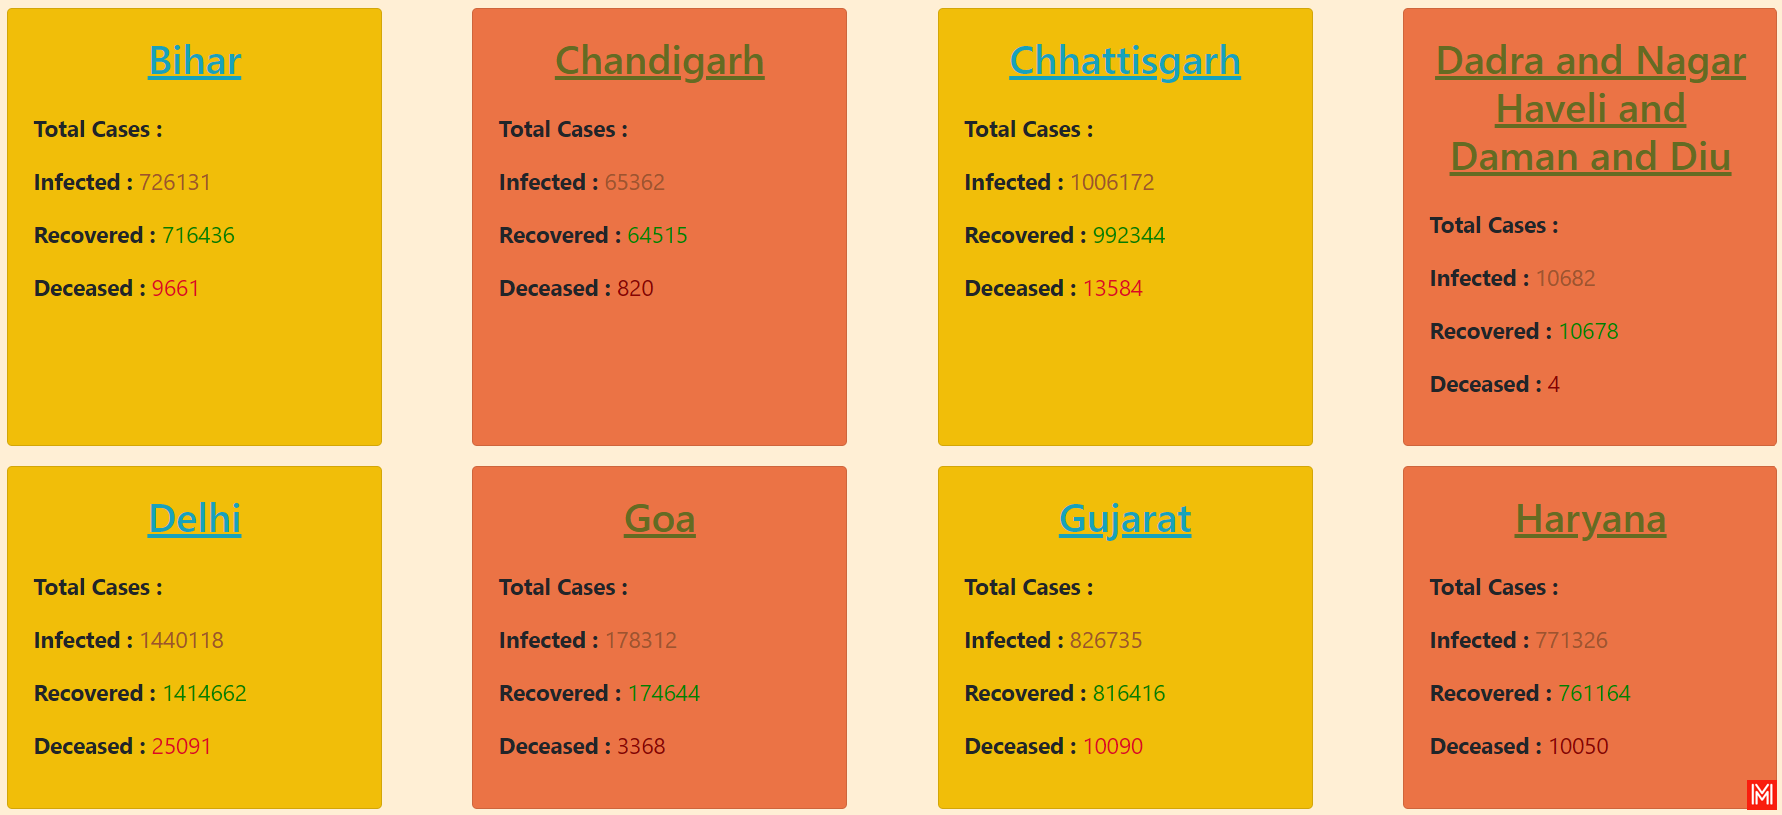 Bihar
Total Cases :
Infected : 726131
Recovered : 716436
Deceased : 9661
Chandigarh
Total Cases :
Infected : 65362
Recovered : 64515
Deceased : 820
Chhattisgarh
Total Cases :
Infected : 1006172
Recovered : 992344
Deceased : 13584
Dadra and Nagar
Haveli and
Daman and Diu
Total Cases :
Infected : 10682
Recovered : 10678
Deceased : 4
Delhi
Total Cases :
Infected : 1440118
Recovered : 1414662
Deceased : 25091
Goa
Total Cases :
Infected : 178312
Recovered : 174644
Deceased : 3368
Gujarat
Total Cases :
Infected : 826735
Recovered : 816416
Deceased : 10090
Haryana
Total Cases :
Infected : 771326
Recovered : 761164
Deceased : 10050
M